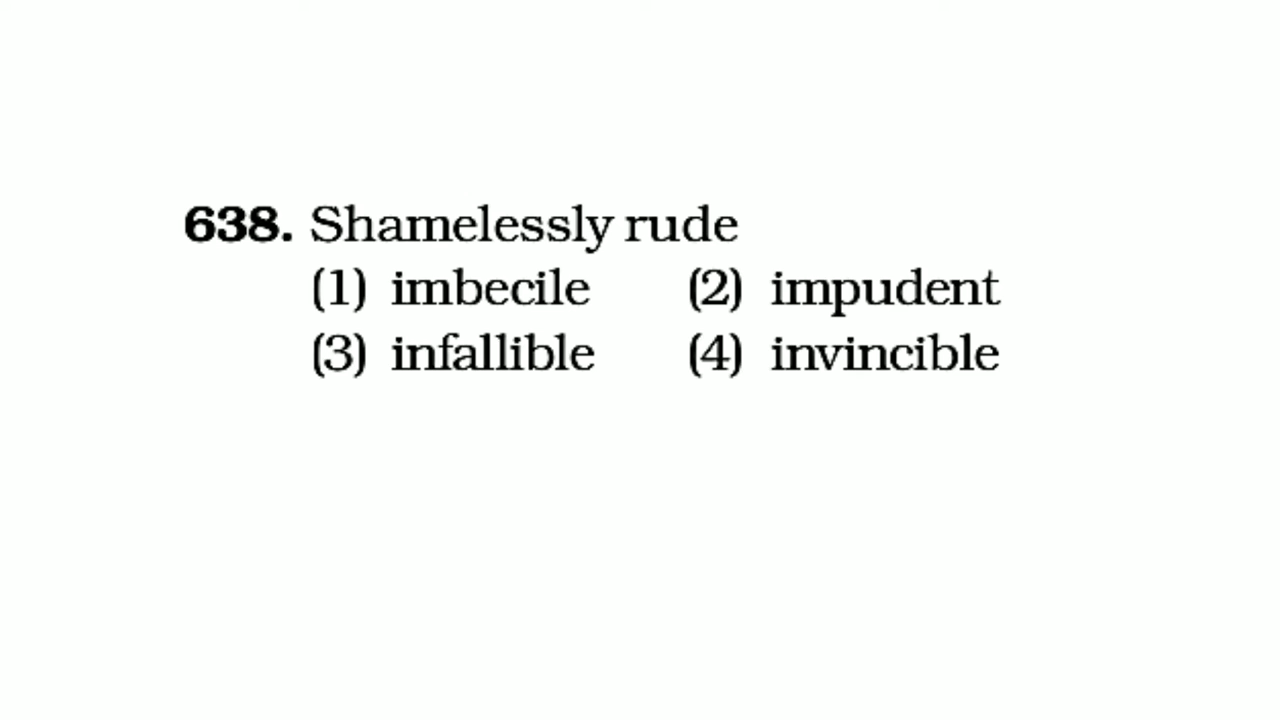 638. Shamelessly rude
(1) imbecile (2) impudent
(3) infallible (4) invincible